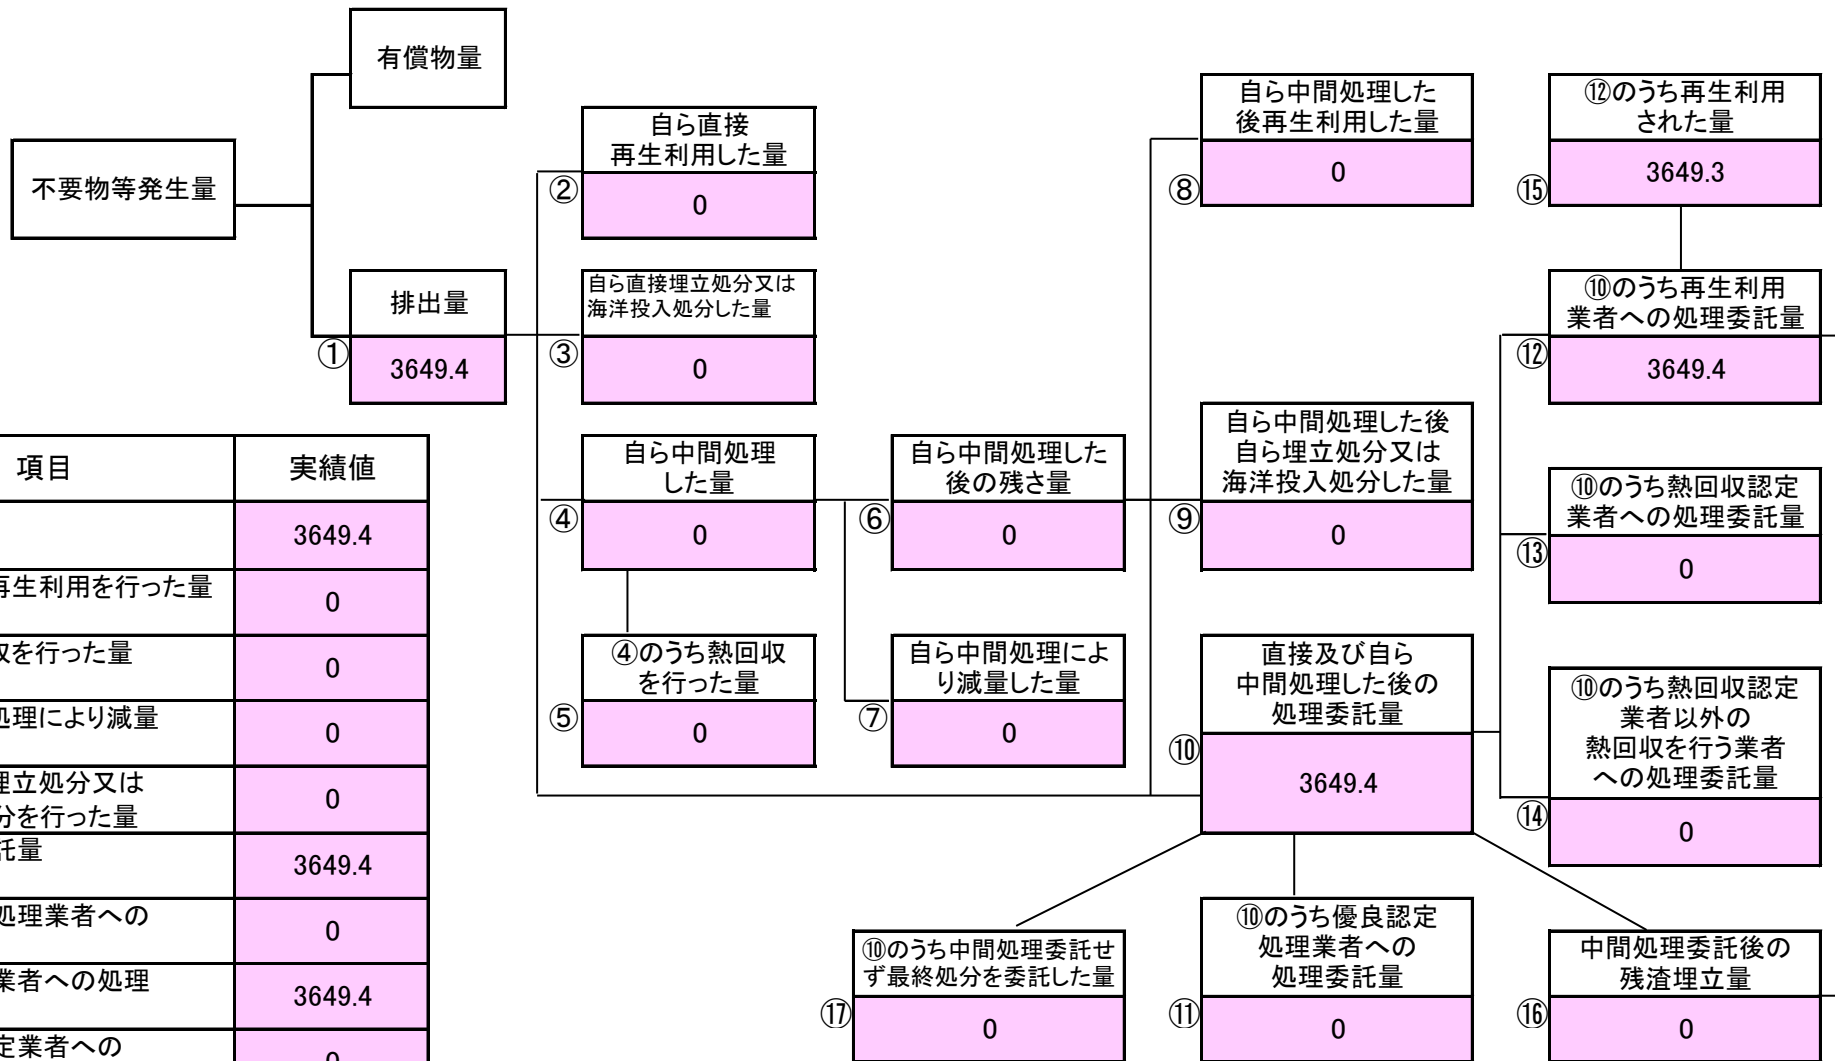 有償物量
不要物等発生量
排出量
①
3649.4
自ら直接
再生利用した量
②
0
自ら直接埋立処分又は
海洋投入処分した量
③
0
自ら中間処理
した量
④
0
④のうち熱回収
を行った量
⑤
0
自ら中間処理した
後の残さ量
⑥
0
自ら中間処理によ
り減量した量
⑦
0
自ら中間処理した
後再生利用した量
⑧
0
自ら中間処理した後
自ら埋立処分又は
海洋投入処分した量
⑨
0
直接及び自ら
中間処理した後の
処理委託量
⑩
3649.4
⑫のうち再生利用
された量
⑮
3649.3
⑩のうち再生利用
業者への処理委託量
⑫
3649.4
⑩のうち熱回収認定
業者への処理委託量
⑬
0
⑩のうち熱回収認定
業者以外の
熱回収を行う業者
への処理委託量
⑭
0
⑩のうち中間処理委託せ
ず最終処分を委託した量
⑰
0
⑩のうち優良認定
処理業者への
処理委託量
⑪
0
中間処理委託後の
残渣埋立量
⑯
0
項目 実績値
3649.4
再生利用を行った量 0
を行った量 0
処理により減量 0
埋立処分又は
分を行った量 0
託量 3649.4
処理業者への 0
業者への処理 3649.4
定業者への 0